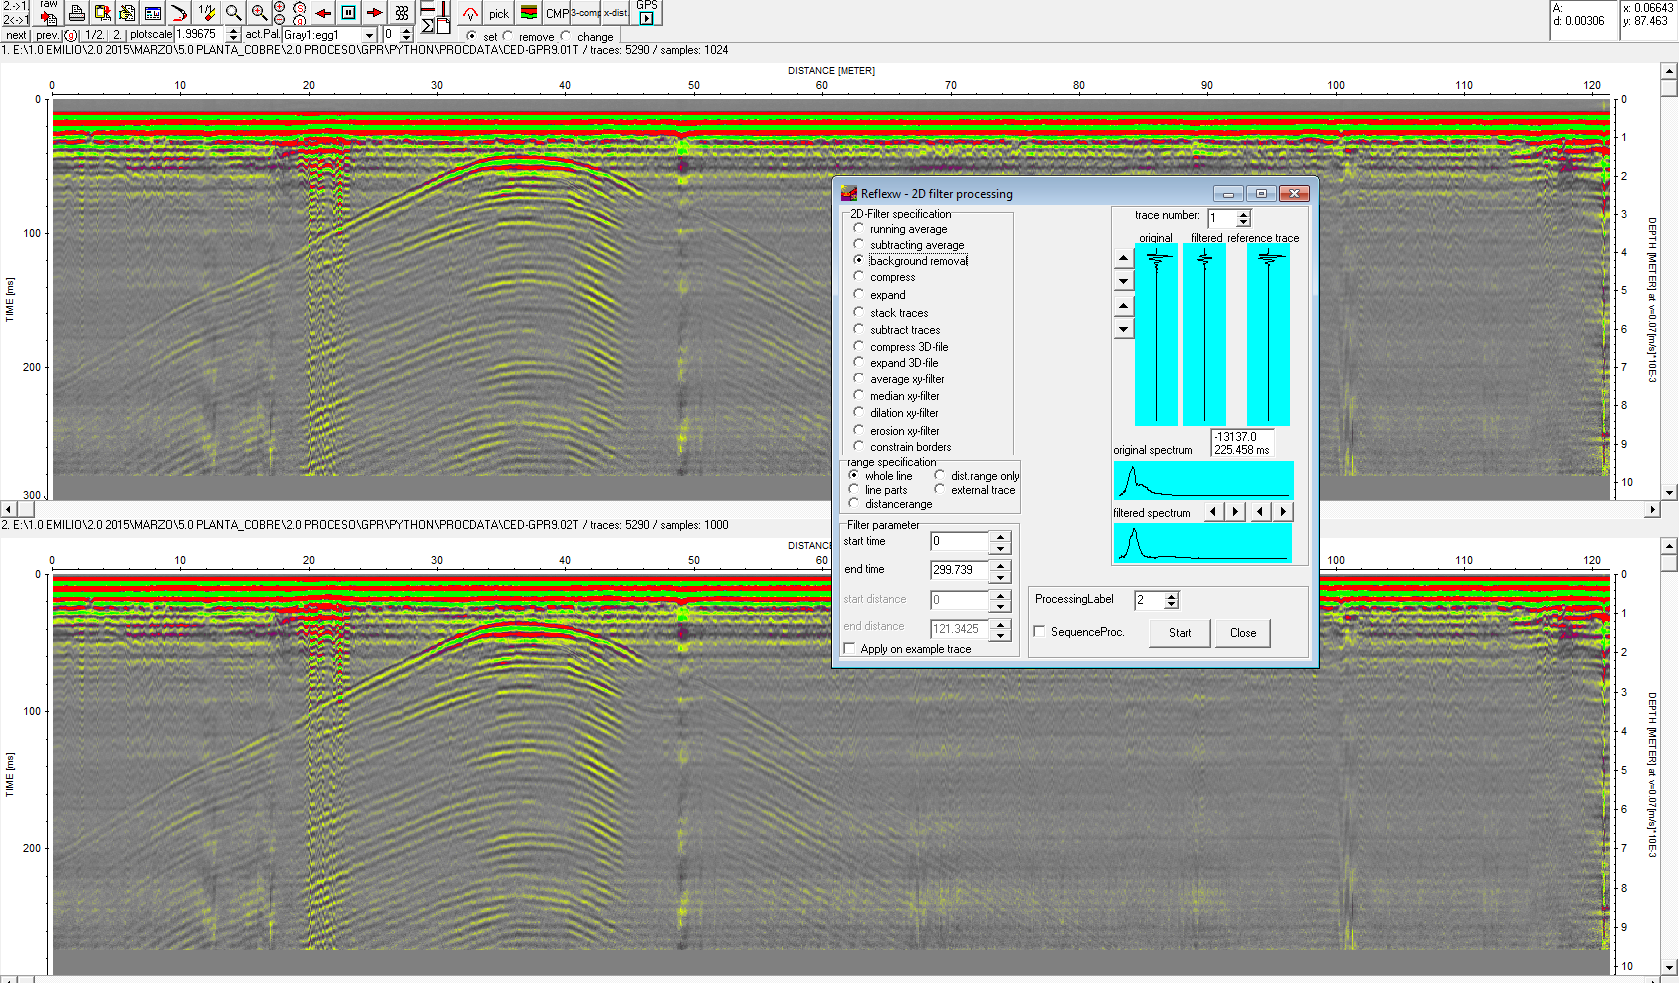 2.->1. raw
2<->1.
pick CMP 3-comp x-dist. GPS
next prev. (g) 1/2. 2. plotscale 1.99675 act.Pal. Gray1:egg1 0 set remove change
A:
d: 0.00306
x: 0.06643
y: 87.463
1. E:\1.0 EMILIO\2.0 2015\MARZO\5.0 PLANTA_COBRE\2.0 PROCESO\GPR\PYTHON\PROCDATA\CED-GPR9.01T / traces: 5290 / samples: 1024
DISTANCE [METER]
0 10 20 30 40 50 60 70 80 90 100 110 120
TIME [ms]
0
100
200
300
DEPTH [METER] at v=0.07[m/s]*10E-3
0
1
2
3
4
5
6
7
8
9
10
Reflexw - 2D filter processing
2D-Filter specification
running average
subtracting average
background removal
compress
expand
stack traces
subtract traces
compress 3D-file
expand 3D-file
average xy-filter
median xy-filter
dilation xy-filter
erosion xy-filter
constrain borders
range specification
whole line dist.range only
line parts external trace
distancerange
Filter parameter
start time 0
end time 299.739
start distance 0
end distance 121.3425
Apply on example trace
trace number: 1
original filtered reference trace
original spectrum
-13137.0
225.458 ms
filtered spectrum
ProcessingLabel 2
SequenceProc. Start Close
2. E:\1.0 EMILIO\2.0 2015\MARZO\5.0 PLANTA_COBRE\2.0 PROCESO\GPR\PYTHON\PROCDATA\CED-GPR9.02T / traces: 5290 / samples: 1000
DISTANC
0 10 20 30 40 50 60 100 110 120
TIME [ms]
0
100
200
DEPTH [METER] at v=0.07[m/s]*10E-3
0
1
2
3
4
5
6
7
8
9
10